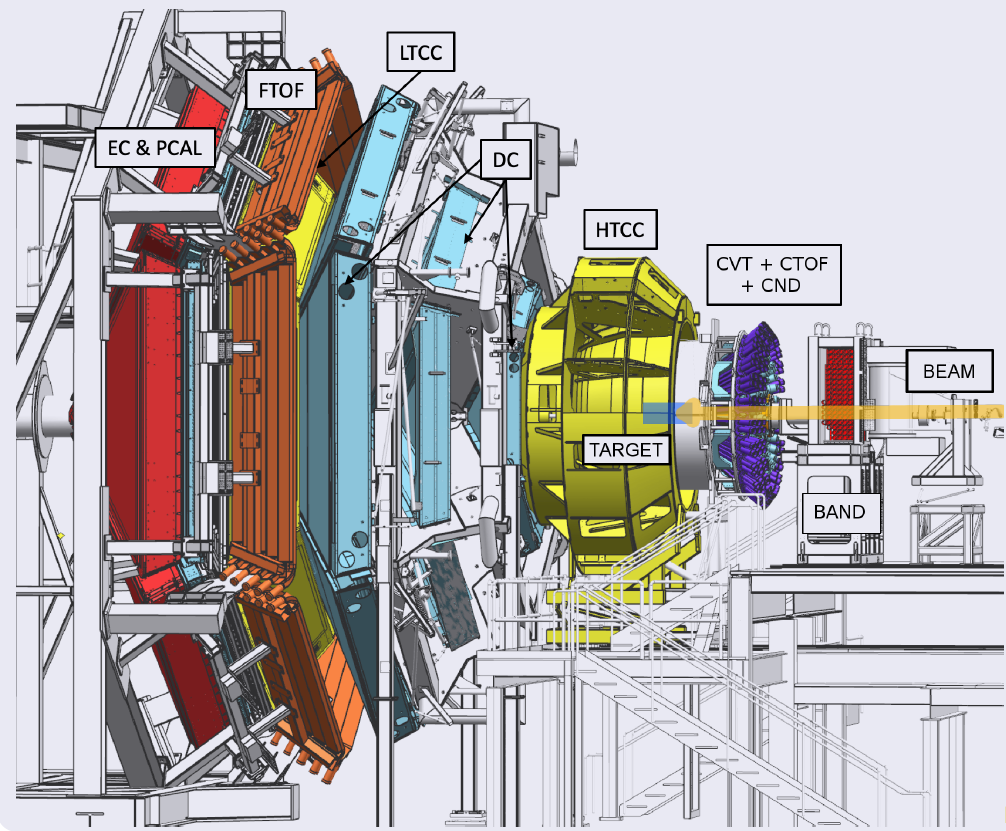 LTCC
FTOF
EC & PCAL
DC
HTCC
CVT + CTOF
+ CND
BEAM
TARGET
BAND